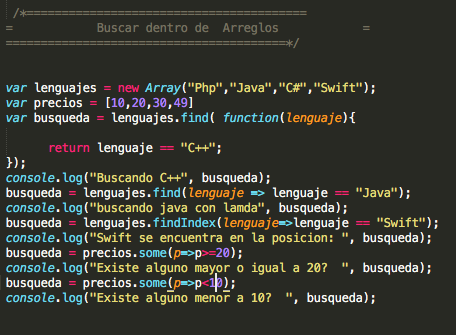 /*===================================
=          Buscar dentro de  Arreglos          =
===================================*/
var lenguajes = new Array("Php","Java","C#","Swift");
var precios = [10,20,30,49]
var busqueda = lenguajes.find( function(lenguaje){
return lenguaje == "C++";
});
console.log("Buscando C++", busqueda);
busqueda = lenguajes.find(lenguaje => lenguaje == "Java");
console.log("buscando java con lamda", busqueda);
busqueda = lenguajes.findIndex(lenguaje=>lenguaje == "Swift");
console.log("Swift se encuentra en la posicion: ", busqueda);
busqueda = precios.some(p=>p>=20);
console.log("Existe alguno mayor o igual a 20?  ", busqueda);
busqueda = precios.some(p=>p<10);
console.log("Existe alguno menor a 10?  ", busqueda);